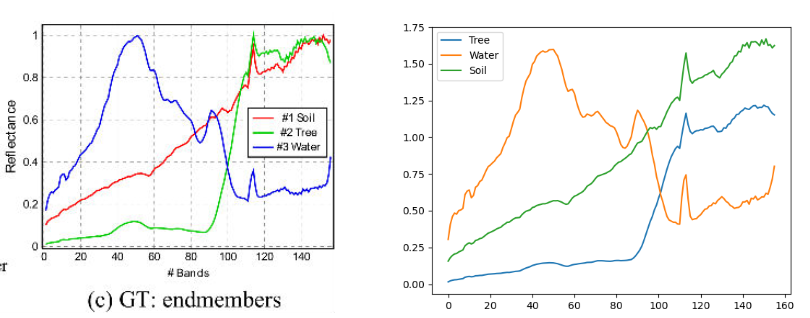 1
0.8
0.6
0.4
0.2
0
Reflectance
#1 Soil
#2 Tree
#3 Water
0 20 40 60 80 100 120 140
# Bands
er
(c) GT: endmembers
1.75
1.50
1.25
1.00
0.75
0.50
0.25
0.00
Tree
Water
Soil
0 20 40 60 80 100 120 140 160